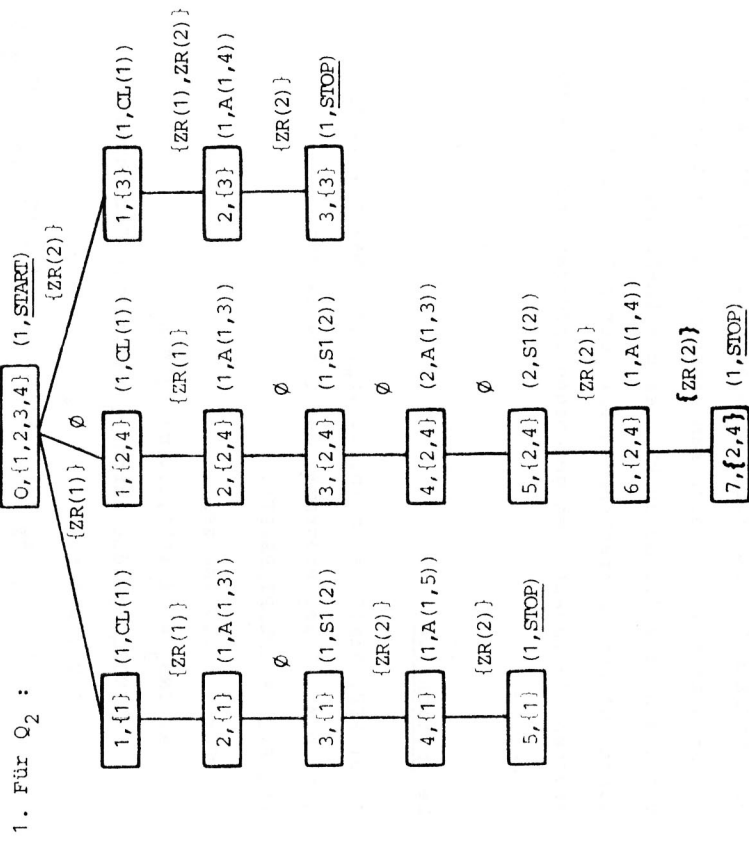 1. Für Q2 :
0,{1,2,3,4} (1,START)
{ZR(1)} Ø {ZR(2)}
1,{1} (1,CL(1))
{ZR(1)}
2,{1} (1,A(1,3))
Ø
3,{1} (1,S1(2))
{ZR(2)}
4,{1} (1,A(1,5))
{ZR(2)}
5,{1} (1,STOP)
1,{2,4} (1,CL(1))
{ZR(1)}
2,{2,4} (1,A(1,3))
Ø
3,{2,4} (1,S1(2))
Ø
4,{2,4} (2,A(1,3))
Ø
5,{2,4} (2,S1(2))
{ZR(2)}
6,{2,4} (1,A(1,4))
{ZR(2)}
7,{2,4} (1,STOP)
1,{3} (1,CL(1))
{ZR(1),ZR(2)}
2,{3} (1,A(1,4))
{ZR(2)}
3,{3} (1,STOP)